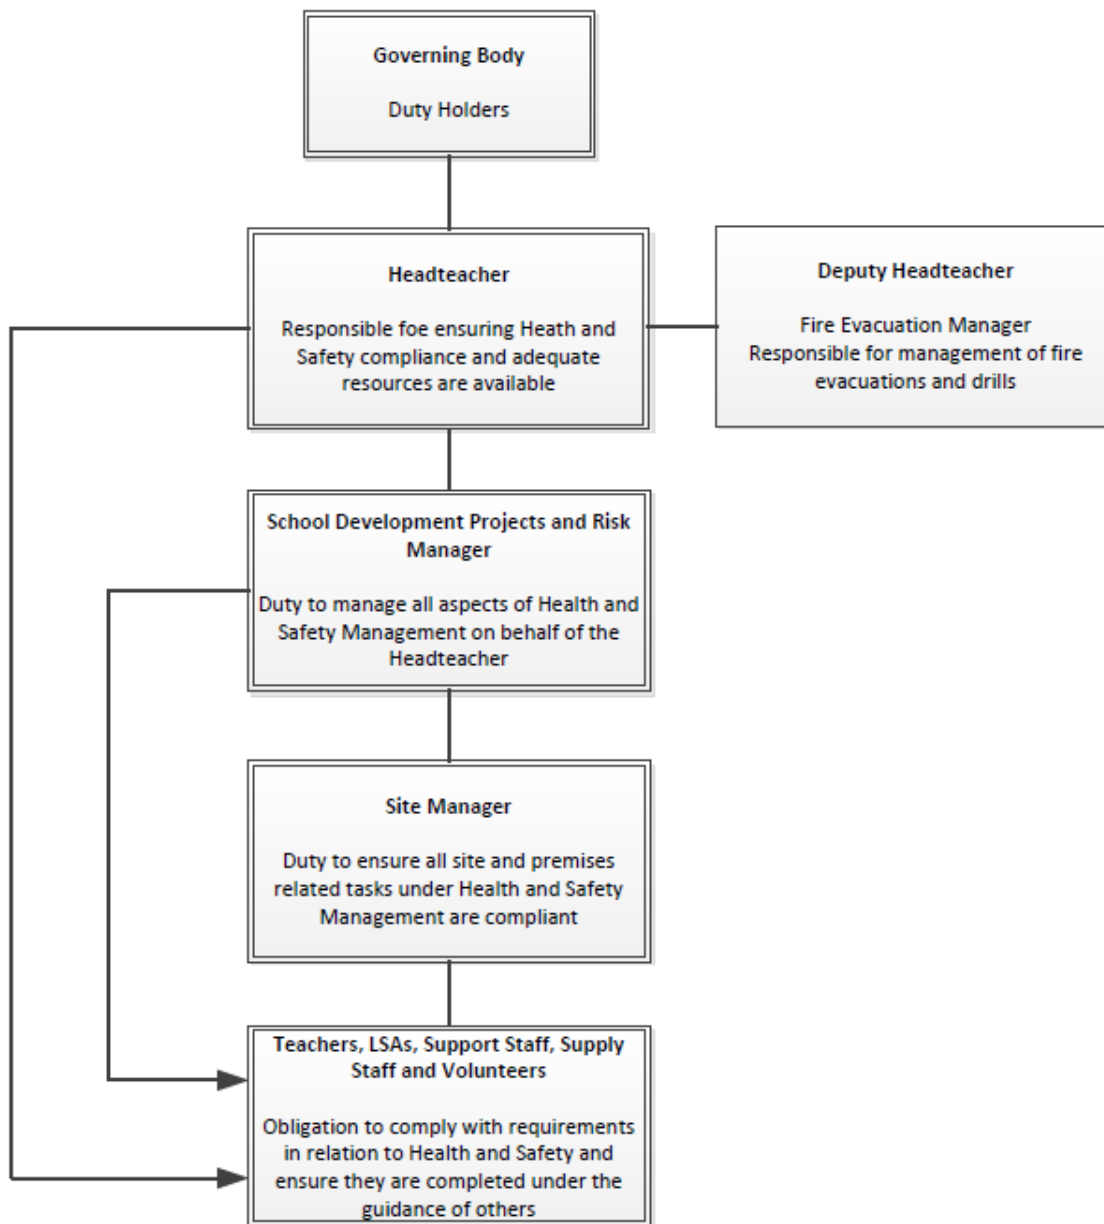 Governing Body
Duty Holders
Headteacher
Responsible foe ensuring Heath and
Safety compliance and adequate
resources are available
Deputy Headteacher
Fire Evacuation Manager
Responsible for management of fire
evacuations and drills
School Development Projects and Risk
Manager
Duty to manage all aspects of Health and
Safety Management on behalf of the
Headteacher
Site Manager
Duty to ensure all site and premises
related tasks under Health and Safety
Management are compliant
Teachers, LSAs, Support Staff, Supply
Staff and Volunteers
Obligation to comply with requirements
in relation to Health and Safety and
ensure they are completed under the
guidance of others